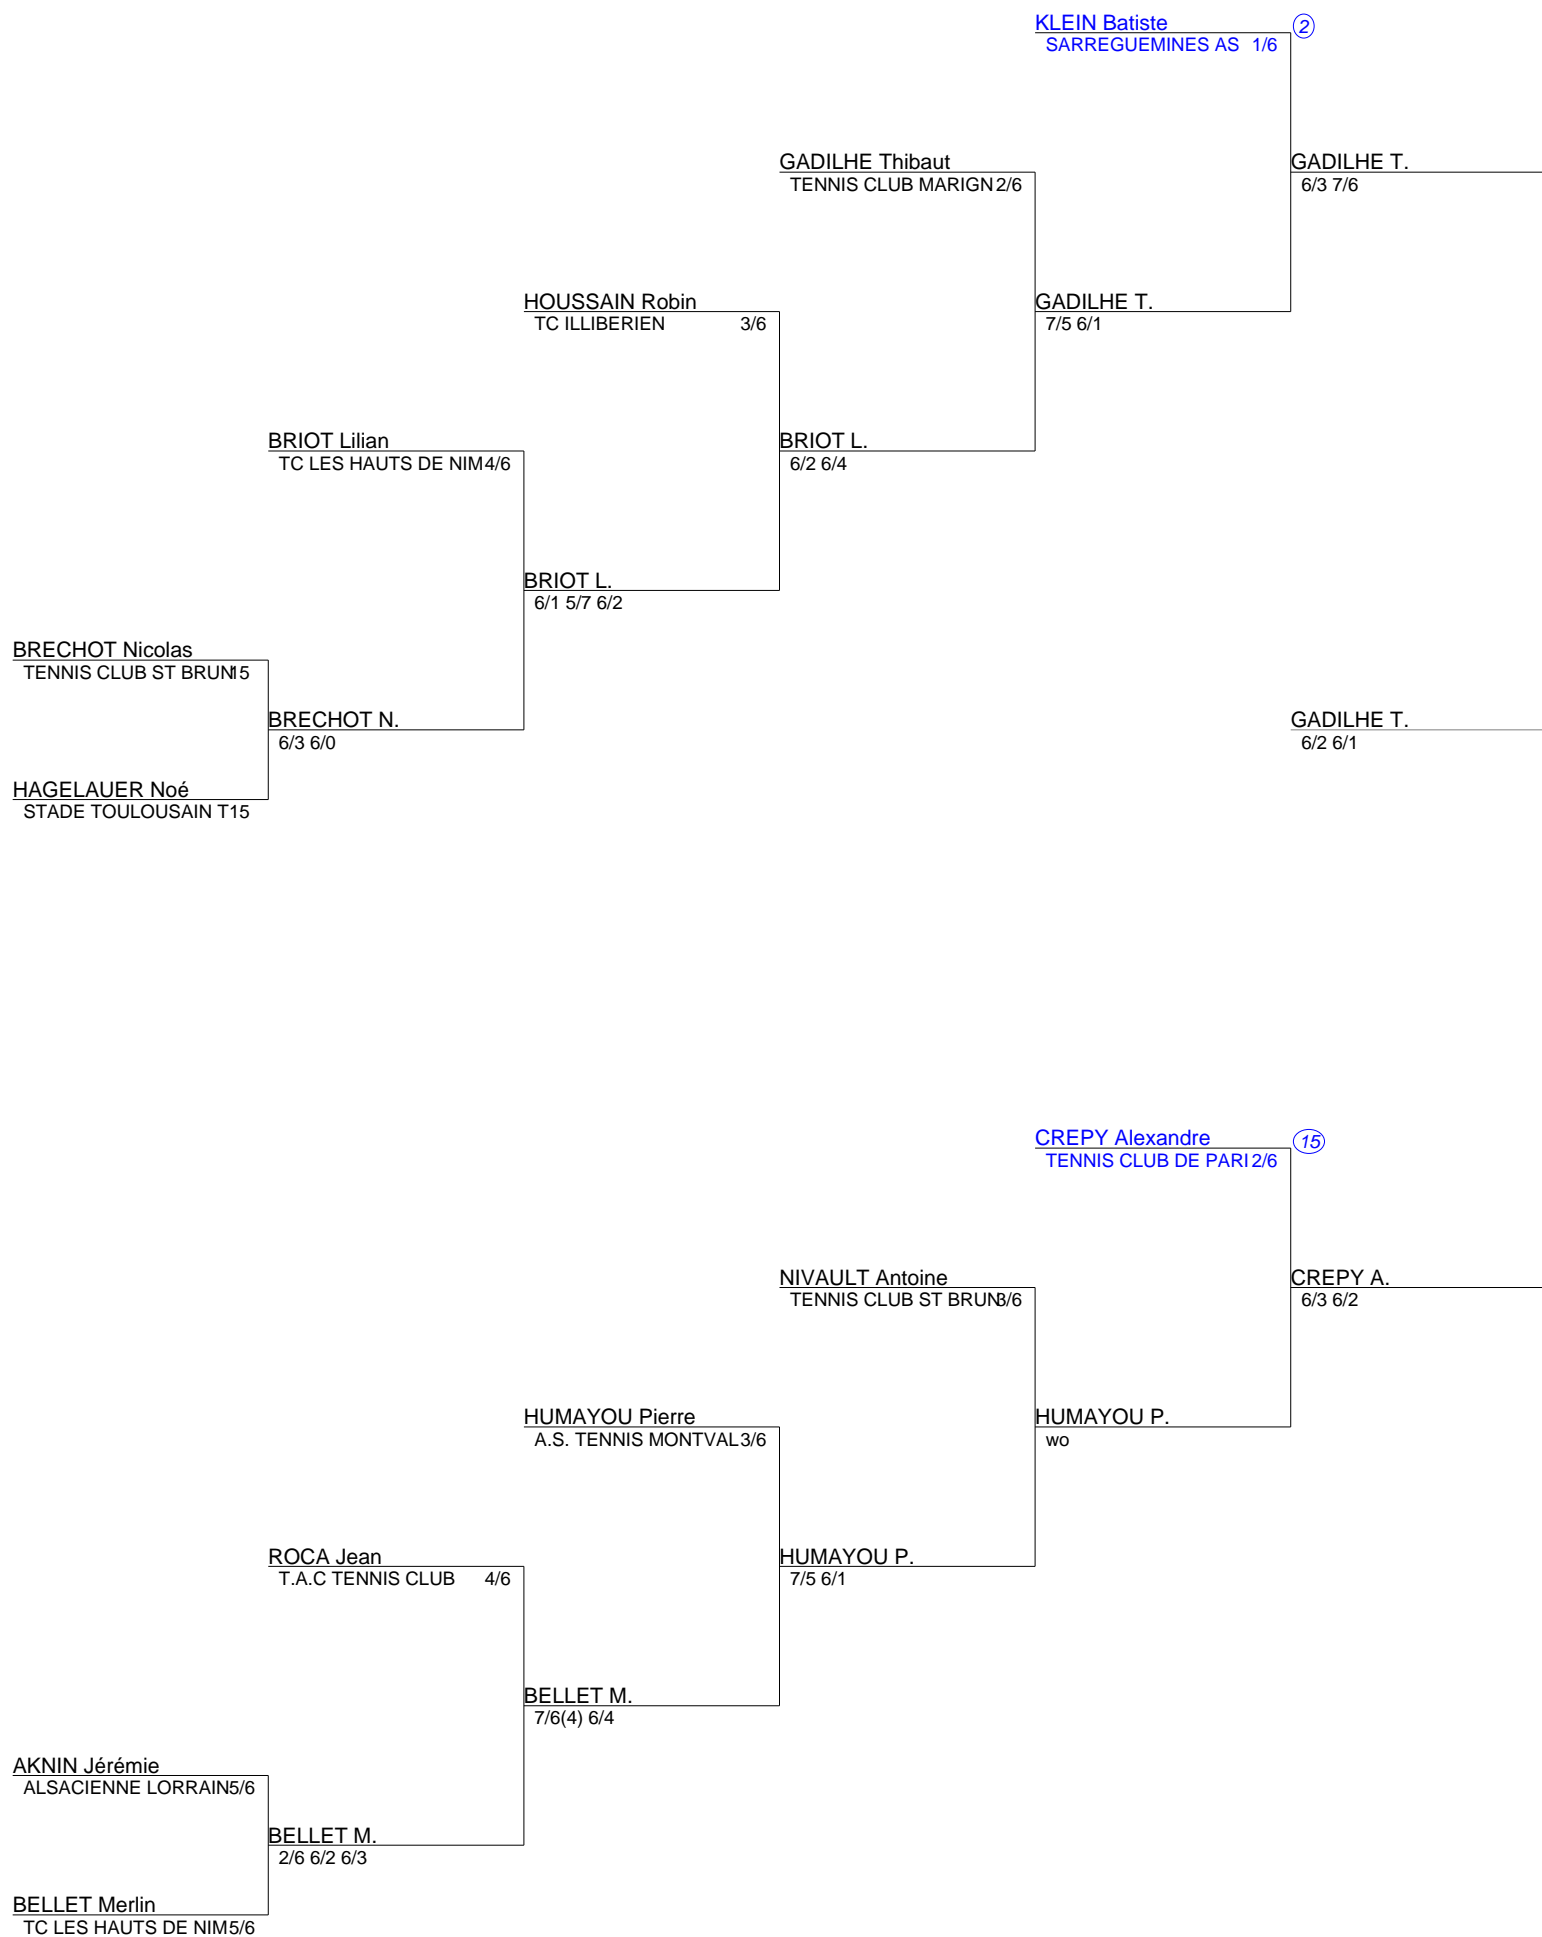 KLEIN Batiste
2
SARREGUEMINES AS 1/6
GADILHE Thibaut
TENNIS CLUB MARIGN 2/6
GADILHE T.
6/3 7/6
HOUSSAIN Robin
TC ILLIBERIEN 3/6
GADILHE T.
7/5 6/1
BRIOT Lilian
TC LES HAUTS DE NIM 4/6
BRIOT L.
6/2 6/4
BRIOT L.
6/1 5/7 6/2
BRECHOT Nicolas
TENNIS CLUB ST BRUN 15
BRECHOT N.
6/3 6/0
GADILHE T.
6/2 6/1
HAGELAUER Noé
STADE TOULOUSAIN T 15
CREPY Alexandre
15
TENNIS CLUB DE PARI 2/6
NIVAULT Antoine
TENNIS CLUB ST BRUN 3/6
CREPY A.
6/3 6/2
HUMAYOU Pierre
A.S. TENNIS MONTVAL 3/6
HUMAYOU P.
wo
ROCA Jean
T.A.C TENNIS CLUB 4/6
HUMAYOU P.
7/5 6/1
BELLET M.
7/6(4) 6/4
AKNIN Jérémie
ALSACIENNE LORRAIN 5/6
BELLET M.
2/6 6/2 6/3
BELLET Merlin
TC LES HAUTS DE NIM 5/6